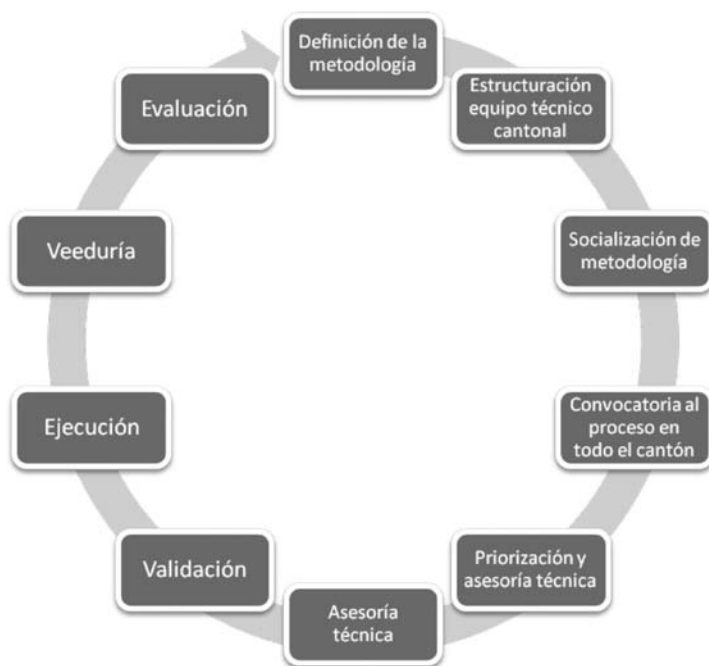 Definición de la
metodología
Estructuración
equipo técnico
cantonal
Socialización de
metodología
Convocatoria al
proceso en
todo el cantón
Priorización y
asesoría técnica
Asesoría
técnica
Validación
Ejecución
Veeduría
Evaluación